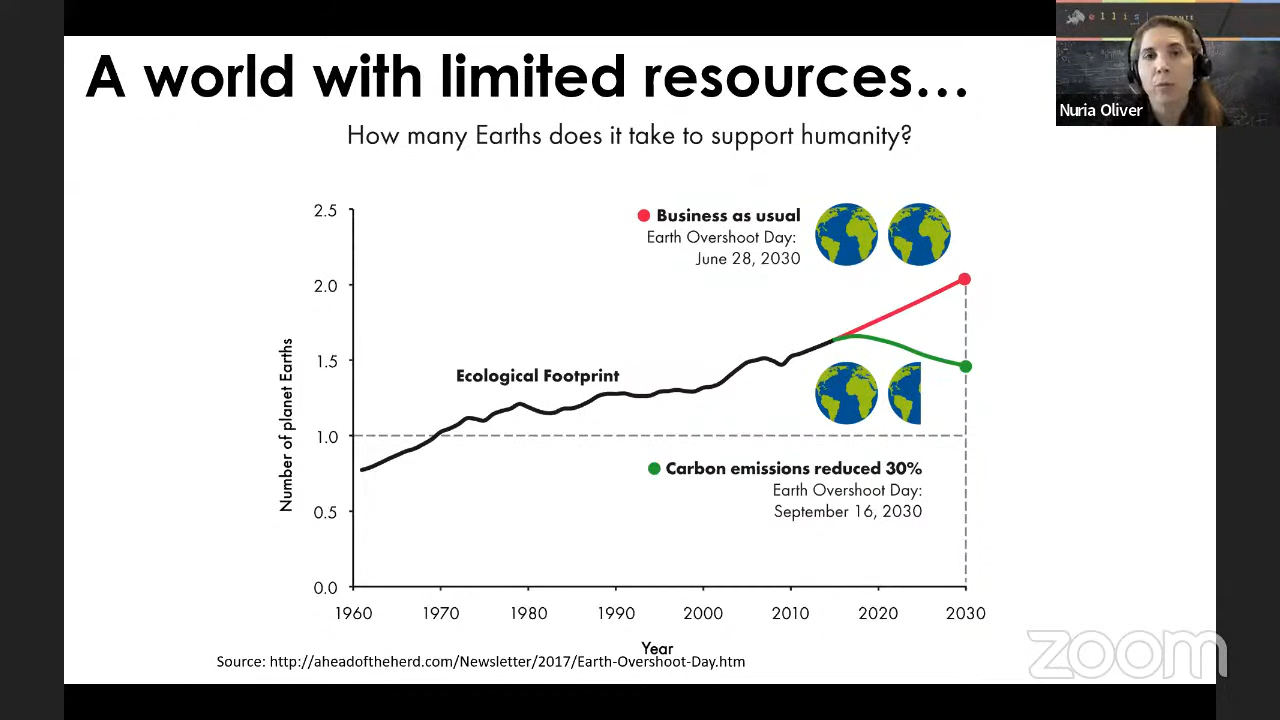 A world with limited resources...
ellis
Nuria Oliver
How many Earths does it take to support humanity?
Business as usual
Earth Overshoot Day:
June 28, 2030
2.5
2.0
1.5
1.0
0.5
0.0
Number of planet Earths
Ecological Footprint
Carbon emissions reduced 30%
Earth Overshoot Day:
September 16, 2030
1960 1970 1980 1990 2000 2010 2020 2030
Year
Source: http://aheadoftheherd.com/Newsletter/2017/Earth-Overshoot-Day.htm
zoom